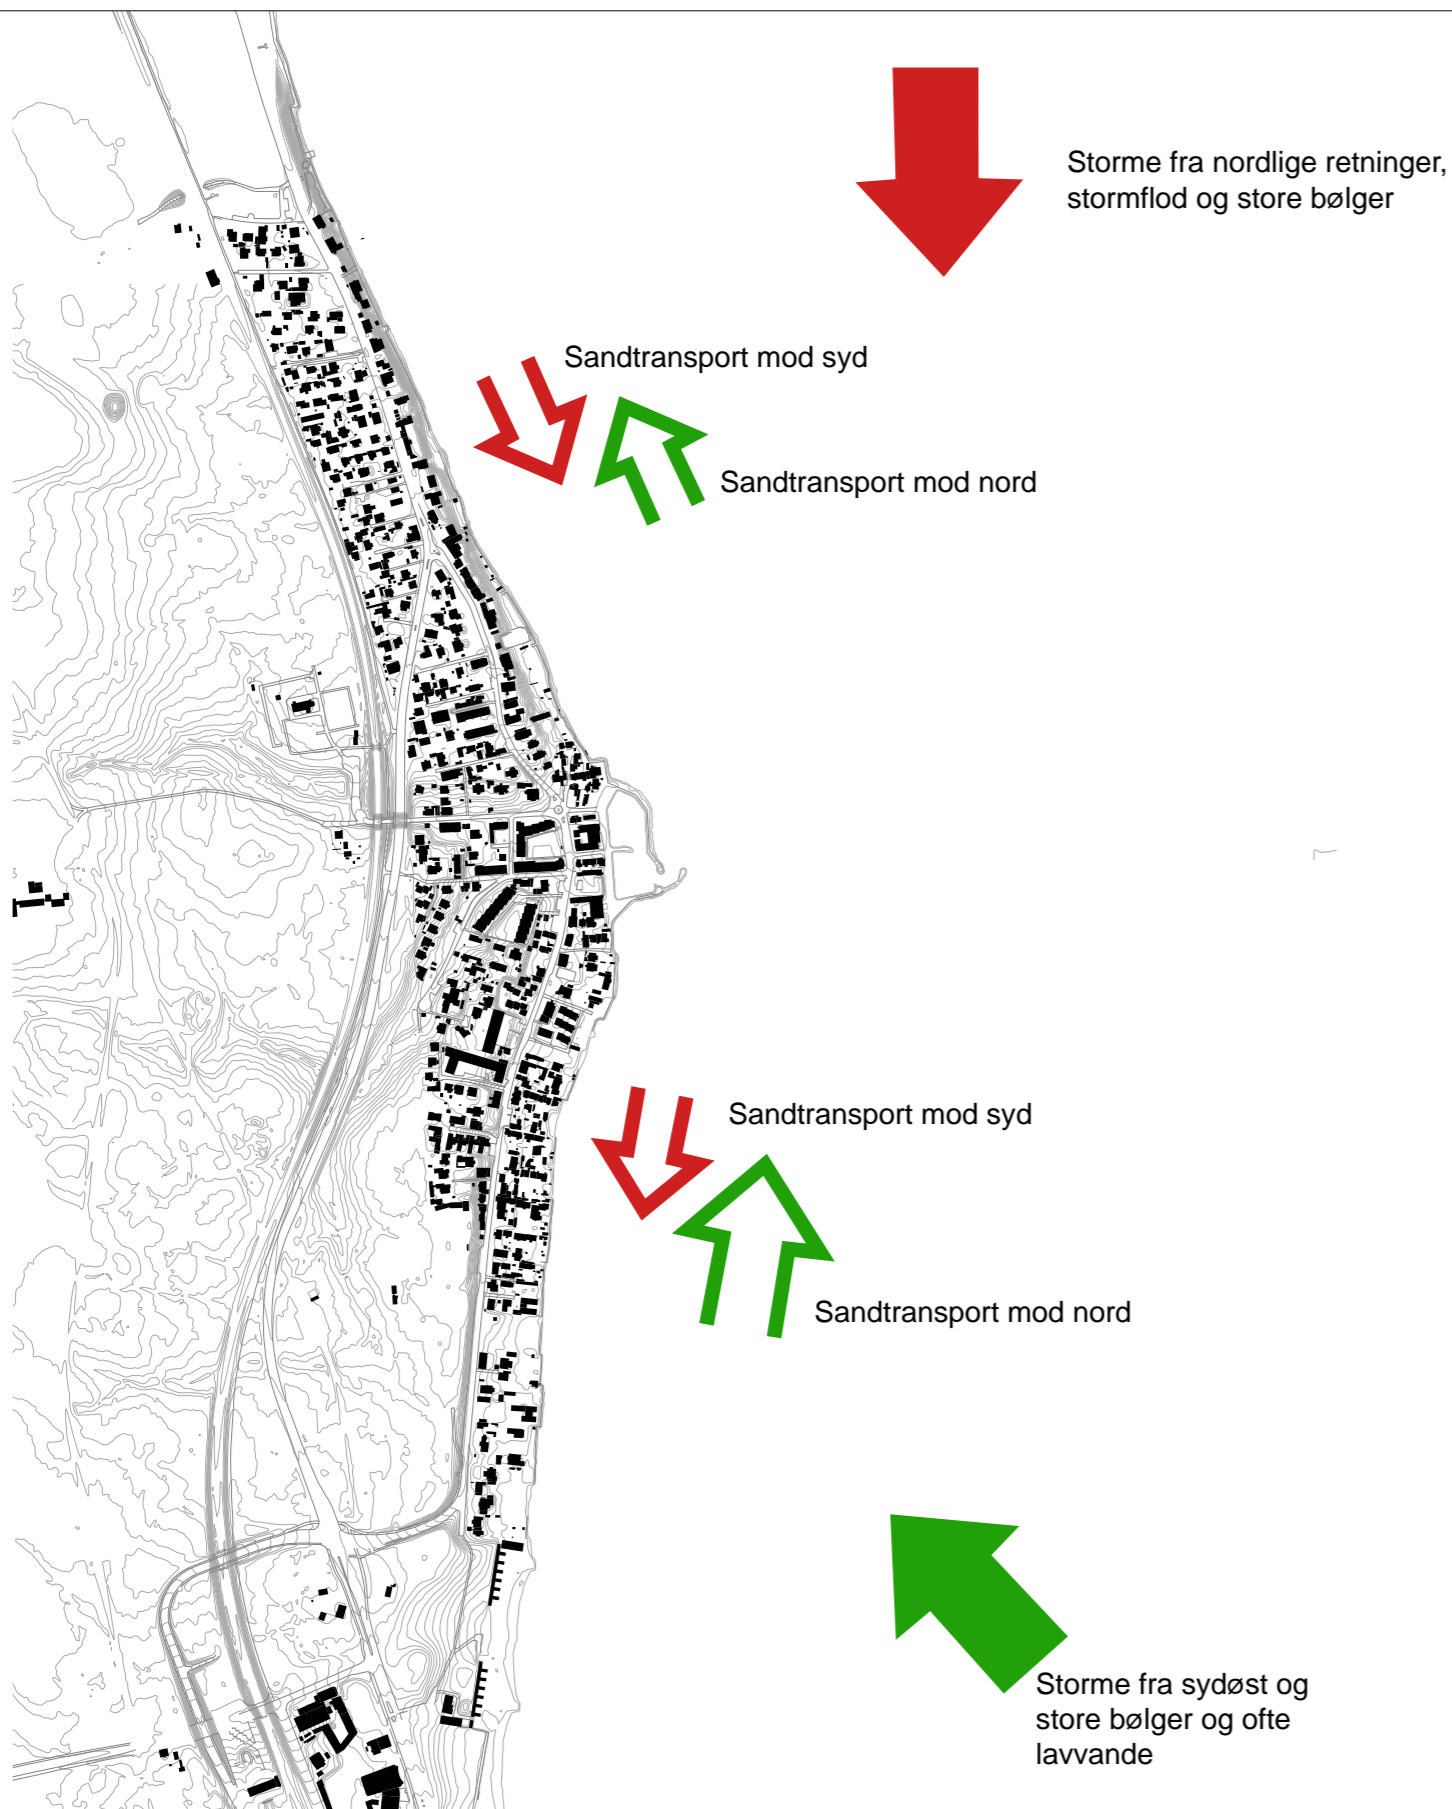 Storme fra nordlige retninger,
stormflod og store bølger
Sandtransport mod syd
Sandtransport mod nord
Sandtransport mod syd
Sandtransport mod nord
Storme fra sydøst og
store bølger og ofte
lavvande